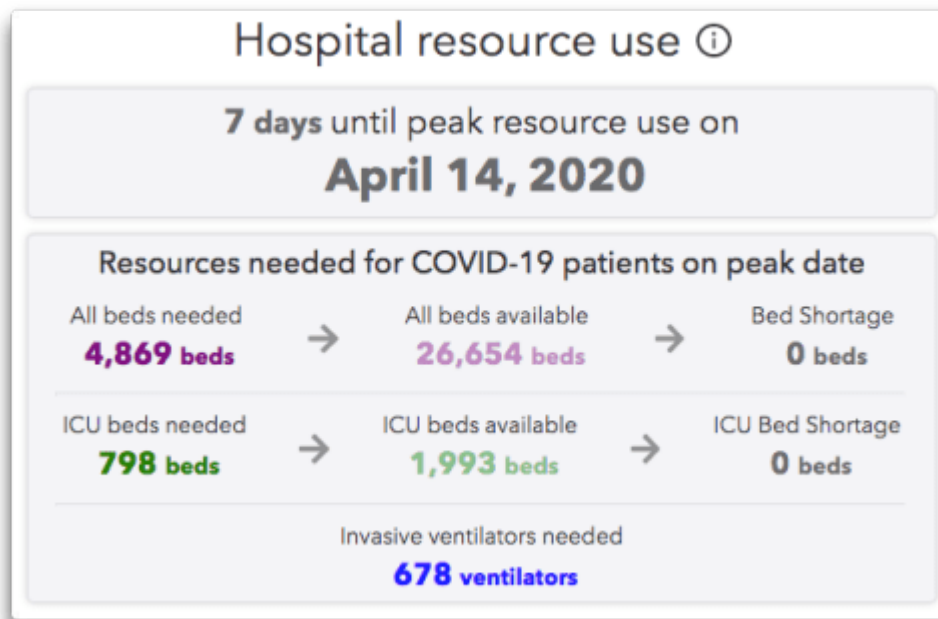 Hospital resource use ⓘ
7 days until peak resource use on
April 14, 2020
Resources needed for COVID-19 patients on peak date
All beds needed → All beds available → Bed Shortage
4,869 beds 26,654 beds 0 beds
ICU beds needed → ICU beds available → ICU Bed Shortage
798 beds 1,993 beds 0 beds
Invasive ventilators needed
678 ventilators